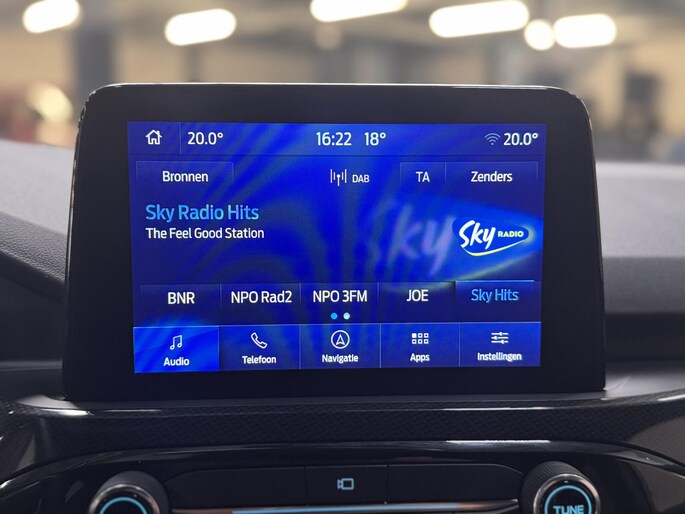 20.0° 16:22 18° 20.0°
Bronnen DAB TA Zenders
Sky Radio Hits
The Feel Good Station
Sky RADIO
BNR NPO Rad2 NPO 3FM JOE Sky Hits
Audio Telefoon Navigatie Apps Instellingen
TUNE